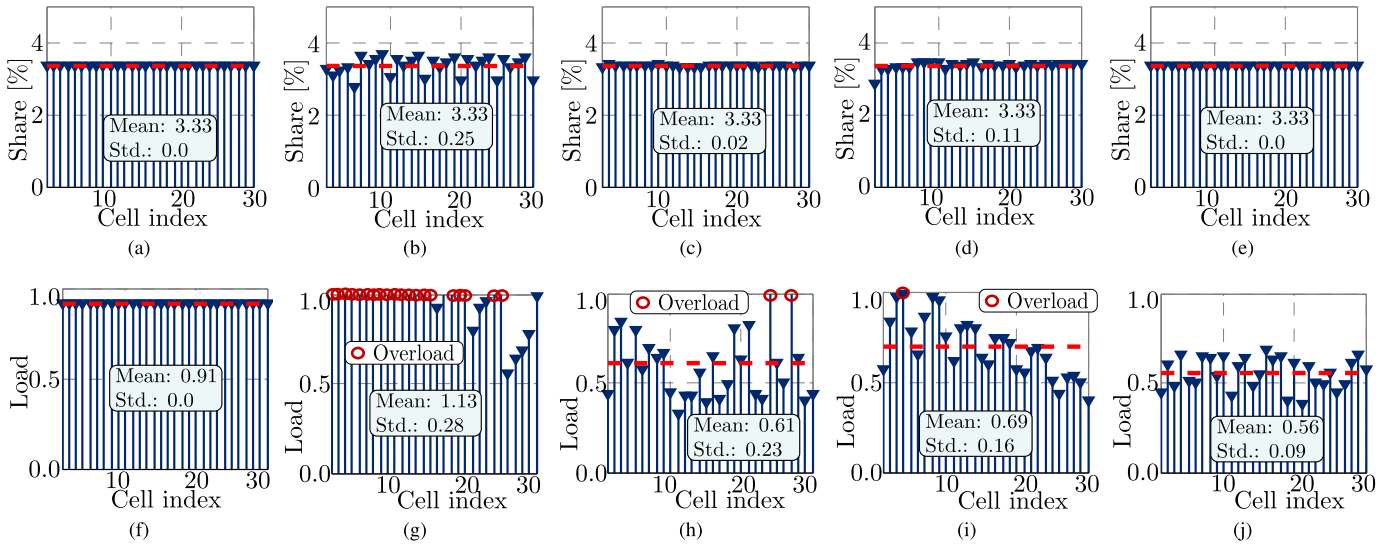 4
2
0
Share [%]
Mean: 3.33
Std.: 0.0
10
20
30
Cell index
(a)
4
2
0
Share [%]
Mean: 3.33
Std.: 0.25
10
20
30
Cell index
(b)
4
2
0
Share [%]
Mean: 3.33
Std.: 0.02
10
20
30
Cell index
(c)
4
2
0
Share [%]
Mean: 3.33
Std.: 0.11
10
20
30
Cell index
(d)
4
2
0
Share [%]
Mean: 3.33
Std.: 0.0
10
20
30
Cell index
(e)
1.0
0.5
0.0
Load
Mean: 0.91
Std.: 0.0
10
20
30
Cell index
(f)
1.0
0.5
0.0
Load
Overload
Mean: 1.13
Std.: 0.28
10
20
30
Cell index
(g)
1.0
0.5
0.0
Load
Overload
Mean: 0.61
Std.: 0.23
10
20
30
Cell index
(h)
1.0
0.5
0.0
Load
Overload
Mean: 0.69
Std.: 0.16
10
20
30
Cell index
(i)
1.0
0.5
0.0
Load
Mean: 0.56
Std.: 0.09
10
20
30
Cell index
(j)